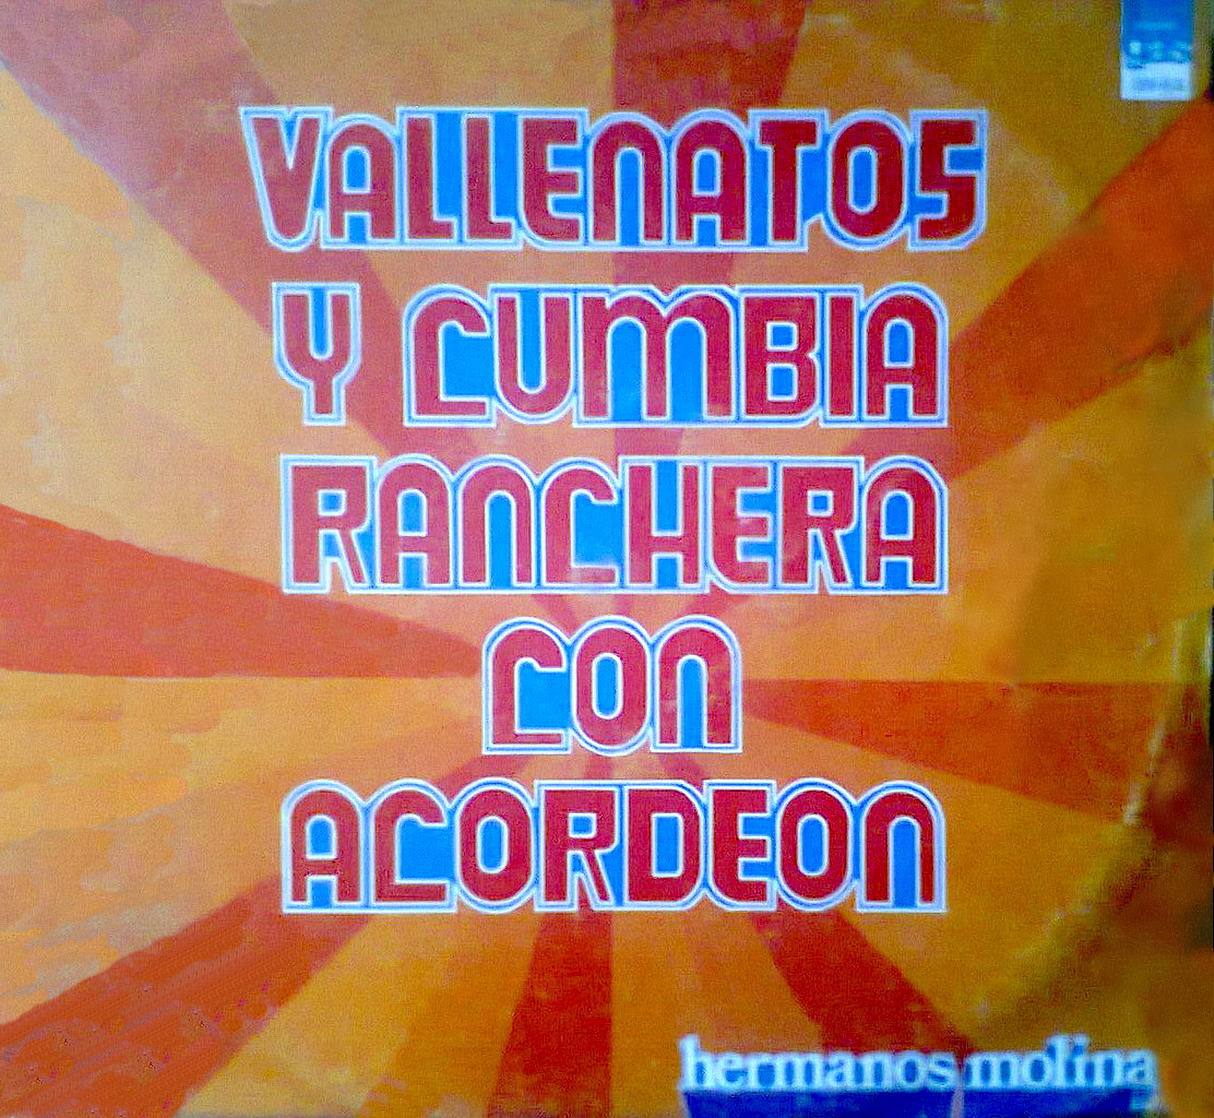 VALLENATOS
Y CUMBIA
RANCHERA
CON
ACORDEON
hermanos molina